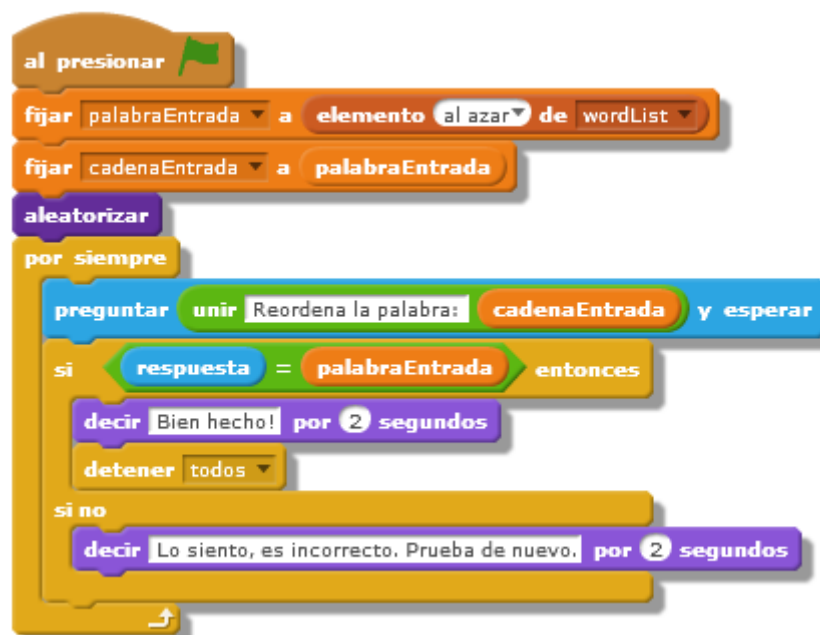 al presionar
fijar palabraEntrada a elemento al azar de wordList
fijar cadenaEntrada a palabraEntrada
aleatorizar
por siempre
preguntar unir Reordena la palabra: cadenaEntrada y esperar
si respuesta = palabraEntrada entonces
decir Bien hecho! por 2 segundos
detener todos
si no
decir Lo siento, es incorrecto. Prueba de nuevo. por 2 segundos